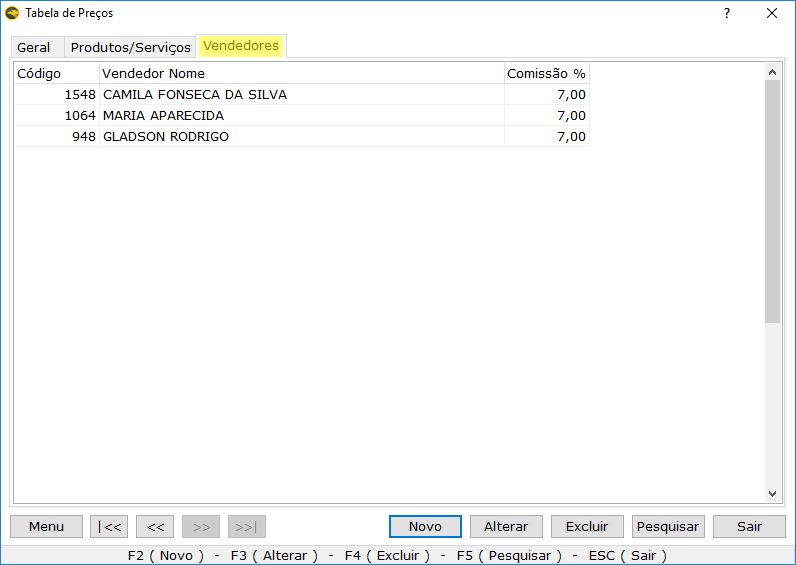 Tabela de Preços ?
Geral Produtos/Serviços Vendedores
Código Vendedor Nome Comissão %
1548 CAMILA FONSECA DA SILVA 7,00
1064 MARIA APARECIDA 7,00
948 GLADSON RODRIGO 7,00
Menu |<< << >> >>| Novo Alterar Excluir Pesquisar Sair
F2 ( Novo ) - F3 ( Alterar ) - F4 ( Excluir ) - F5 ( Pesquisar ) - ESC ( Sair )